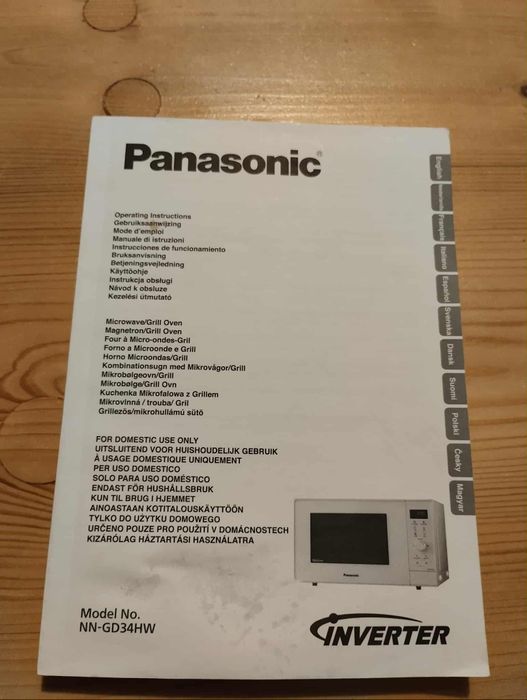 Panasonic®
Operating Instructions
Gebruiksaanwijzing
Mode d'emploi
Manuale di istruzioni
Instrucciones de funcionamiento
Bruksanvisning
Betjeningsvejledning
Käyttöohje
Instrukcja obsługi
Návod k obsluze
Kezelési útmutató
Microwave/Grill Oven
Magnetron/Grill Oven
Four à Micro-ondes-Gril
Forno a Microonde e Grill
Horno Microondas/Grill
Kombinationsugn med Mikrovågor/Grill
Mikrobølgeovn/Grill
Mikrobølge/Grill Ovn
Kuchenka Mikrofalowa z Grillem
Mikrovlnná / trouba/ Gril
Grillezős/mikrohullámú sütő
FOR DOMESTIC USE ONLY
UITSLUITEND VOOR HUISHOUDELIJK GEBRUIK
À USAGE DOMESTIQUE UNIQUEMENT
PER USO DOMESTICO
SOLO PARA USO DOMÉSTICO
ENDAST FÖR HUSHÅLLSBRUK
KUN TIL BRUG I HJEMMET
AINOASTAAN KOTITALOUSKÄYTTÖÖN
TYLKO DO UŻYTKU DOMOWEGO
URČENO POUZE PRO POUŽITÍ V DOMÁCNOSTECH
KIZÁRÓLAG HÁZTARTÁSI HASZNÁLATRA
Model No.
NN-GD34HW
Panasonic
INVERTER
English
Nederlands
Français
Italiano
Español
Svenska
Dansk
Suomi
Polski
Česky
Magyar